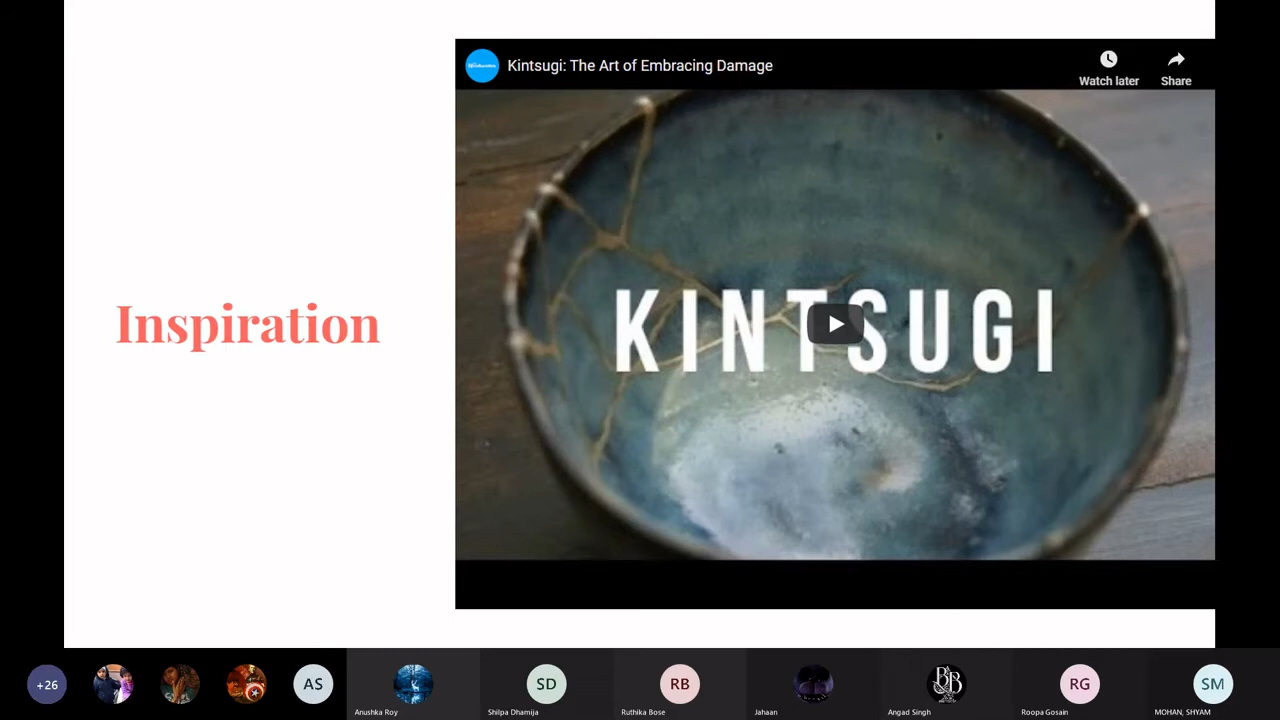 Kintsugi: The Art of Embracing Damage
Watch later
Share
Inspiration
KINTSUGI
+26
AS
SD
RB
BB
RG
SM
Anushka Roy
Shilpa Dhamija
Ruthika Bose
Jahaan
Angad Singh
Roopa Gosain
MOHAN, SHYAM